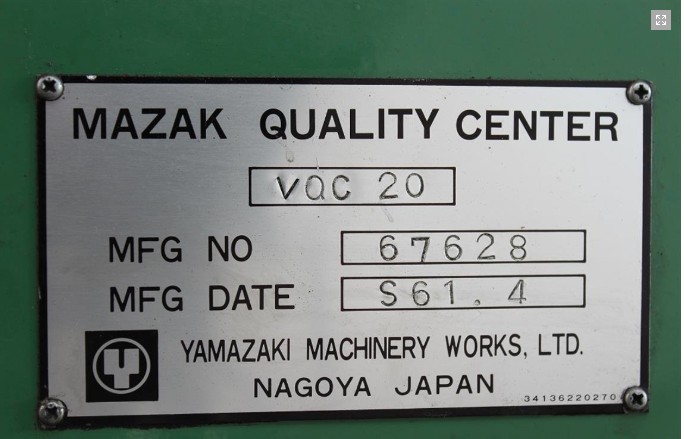 MAZAK QUALITY CENTER
VQC 20
MFG NO 67628
MFG DATE S61.4
YAMAZAKI MACHINERY WORKS, LTD.
NAGOYA JAPAN
34136220270